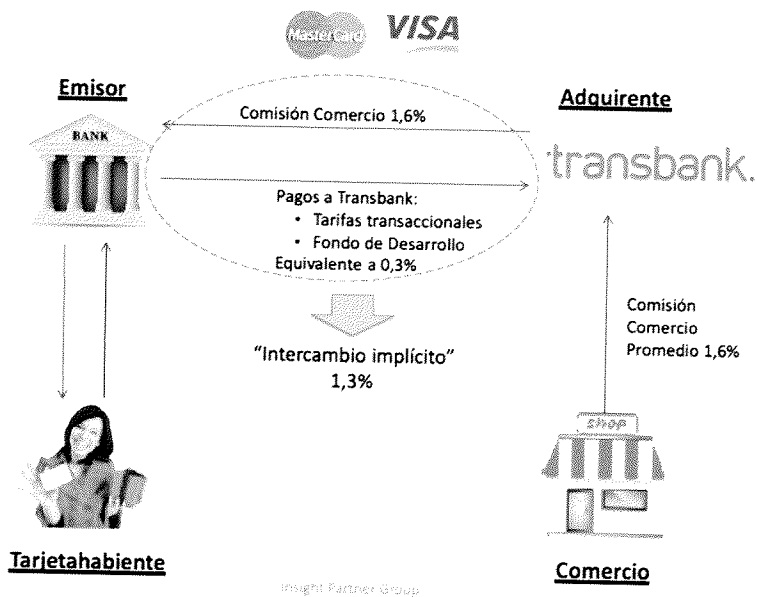 MasterCard VISA
Emisor
Adquirente
Comisión Comercio 1,6%
BANK
transbank.
Pagos a Transbank:
• Tarifas transaccionales
• Fondo de Desarrollo
Equivalente a 0,3%
Comisión
Comercio
Promedio 1,6%
“Intercambio implícito”
1,3%
shop
Tarjetahabiente
Comercio
Insight Partner Group